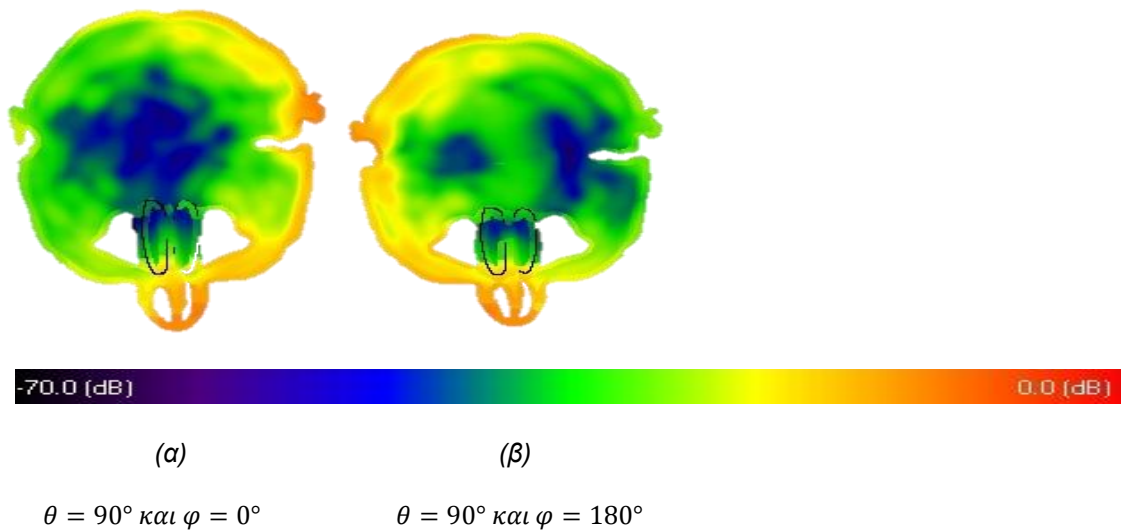 -70.0 (dB) 0.0 (dB)
(α) (β)
θ = 90° και φ = 0° θ = 90° και φ = 180°